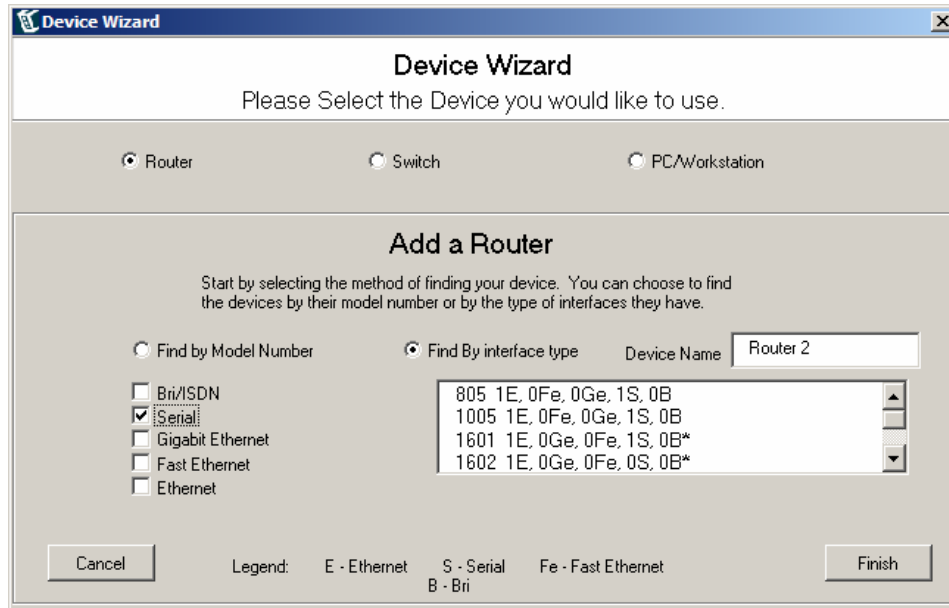 Device Wizard
Device Wizard
Please Select the Device you would like to use.
Router
Switch
PC/Workstation
Add a Router
Start by selecting the method of finding your device. You can choose to find
the devices by their model number or by the type of interfaces they have.
Find by Model Number
Find By interface type
Device Name
Router 2
Bri/ISDN
Serial
Gigabit Ethernet
Fast Ethernet
Ethernet
805 1E, 0Fe, 0Ge, 1S, 0B
1005 1E, 0Fe, 0Ge, 1S, 0B
1601 1E, 0Ge, 0Fe, 1S, 0B*
1602 1E, 0Ge, 0Fe, 0S, 0B*
Cancel
Legend: E - Ethernet S - Serial Fe - Fast Ethernet
B - Bri
Finish